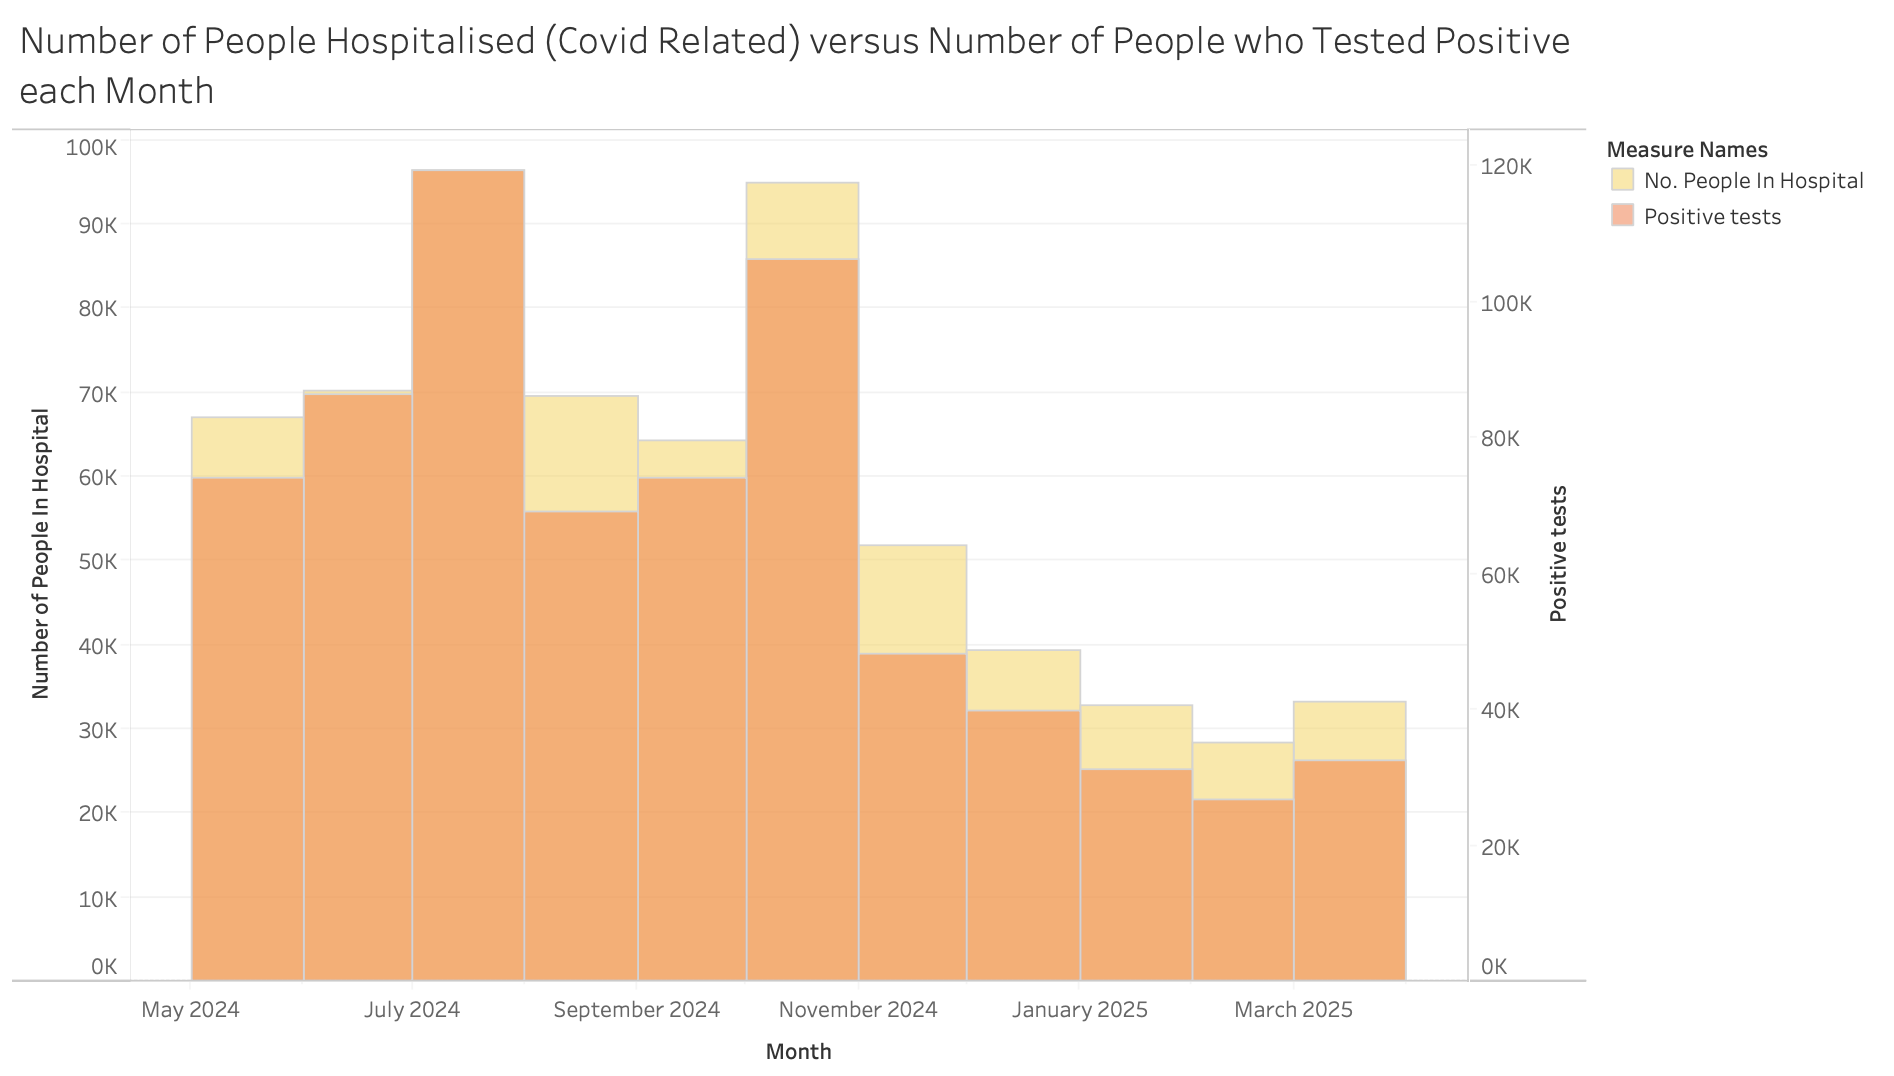 Number of People Hospitalised (Covid Related) versus Number of People who Tested Positive
each Month
100K
90K
80K
70K
60K
50K
40K
30K
20K
10K
0K
Number of People In Hospital
120K
100K
80K
60K
40K
20K
0K
Positive tests
May 2024
July 2024
September 2024
November 2024
January 2025
March 2025
Month
Measure Names
No. People In Hospital
Positive tests